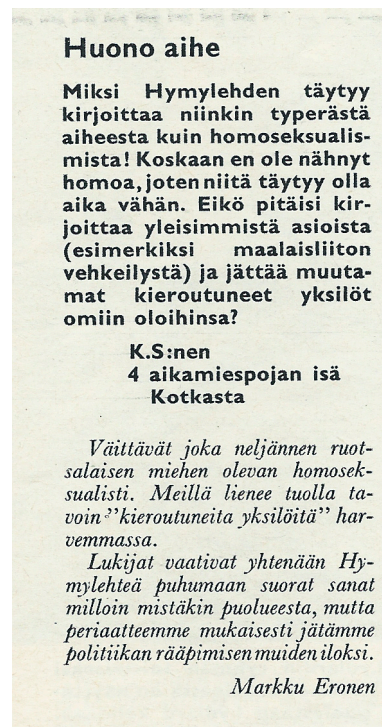 Huono aihe
Miksi Hymylehden täytyy
kirjoittaa niinkin typerästä
aiheesta kuin homoseksualis-
mista! Koskaan en ole nähnyt
homoa, joten niitä täytyy olla
aika vähän. Eikö pitäisi kir-
joittaa yleisimmistä asioista
(esimerkiksi maalaisliiton
vehkeilystä) ja jättää muuta-
mat kieroutuneet yksilöt
omiin oloihinsa?
K.S:nen
4 aikamiespojan isä
Kotkasta
Väittävät joka neljännen ruot-
salaisen miehen olevan homosek-
sualisti. Meillä lienee tuolla ta-
voin ”kieroutuneita yksilöitä” har-
vemmassa.
Lukijat vaativat yhtenään Hy-
mylehteä puhumaan suorat sanat
milloin mistäkin puolueesta, mutta
periaatteemme mukaisesti jätämme
politiikan rääpimisen muiden iloksi.
Markku Eronen